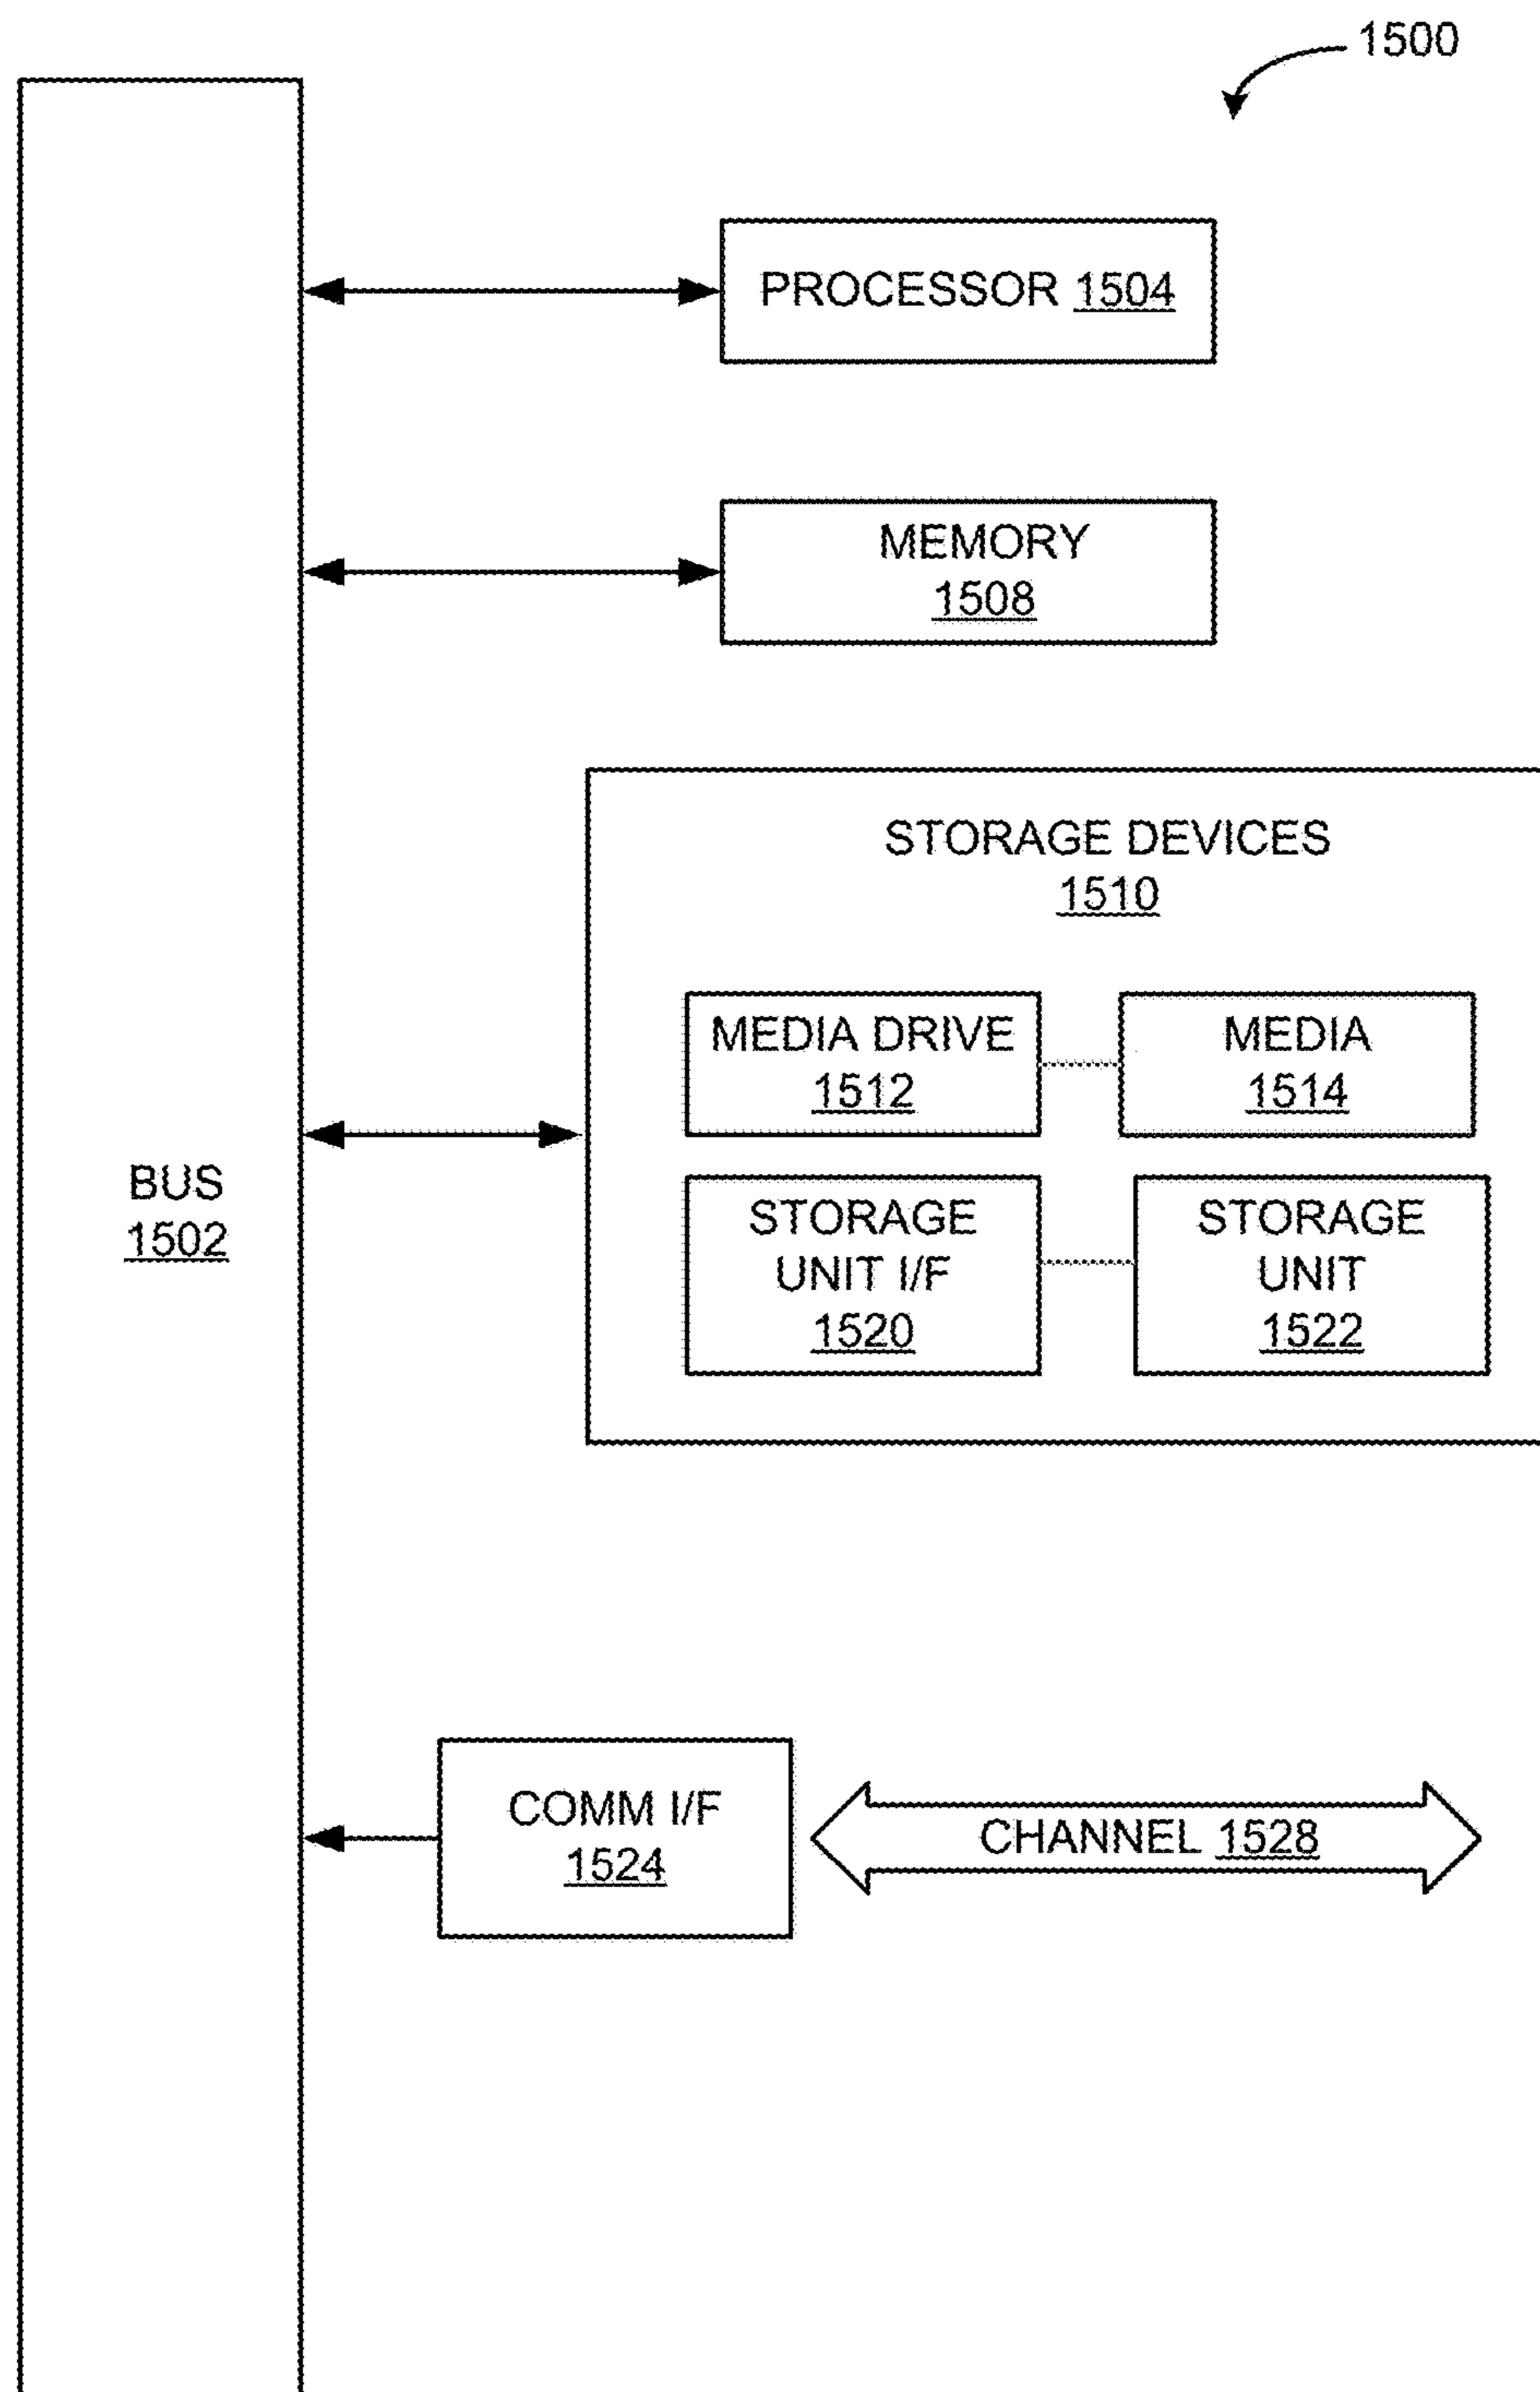 1500
PROCESSOR 1504
MEMORY
1508
STORAGE DEVICES
1510
MEDIA DRIVE
1512
MEDIA
1514
BUS
1502
STORAGE
UNIT I/F
1520
STORAGE
UNIT
1522
COMM I/F
1524
CHANNEL 1528